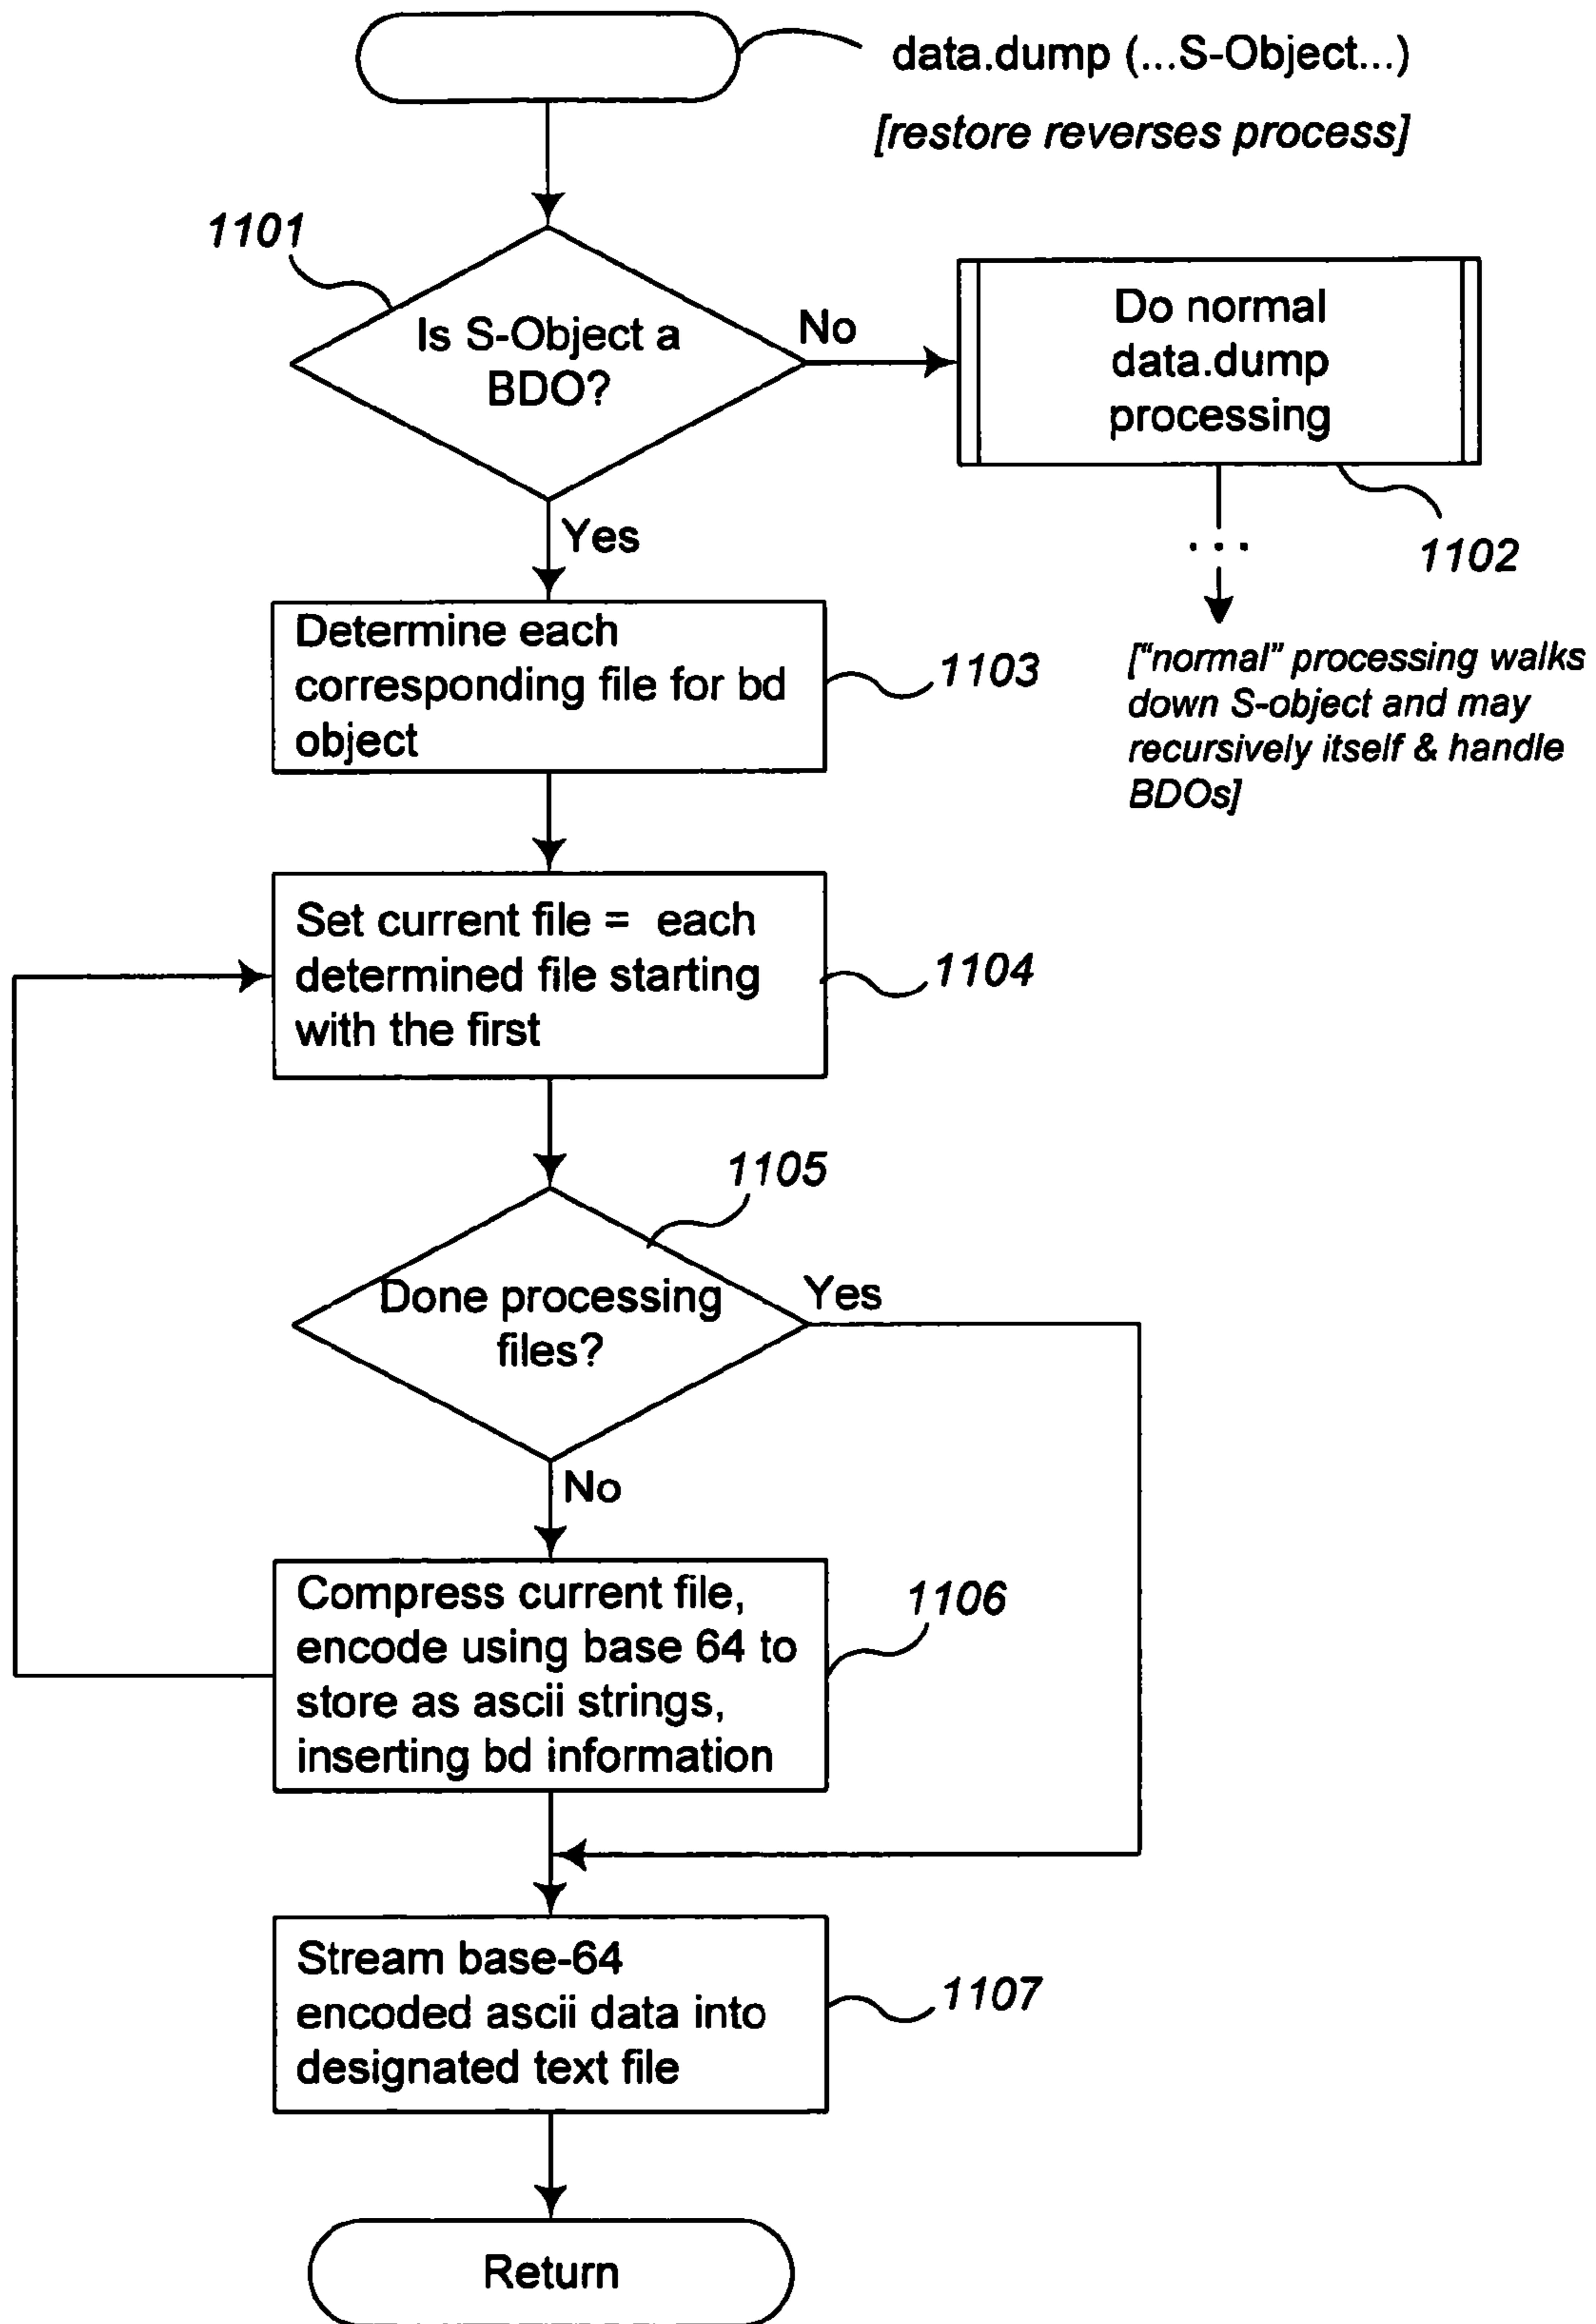 data.dump (...S-Object...)
[restore reverses process]
1101
Is S-Object a
BDO?
No
Do normal
data.dump
processing
1102
Yes
...
["normal" processing walks
down S-object and may
recursively itself & handle
BDOs]
Determine each
corresponding file for bd
object
1103
Set current file = each
determined file starting
with the first
1104
1105
Done processing
files?
Yes
No
Compress current file,
encode using base 64 to
store as ascii strings,
inserting bd information
1106
Stream base-64
encoded ascii data into
designated text file
1107
Return